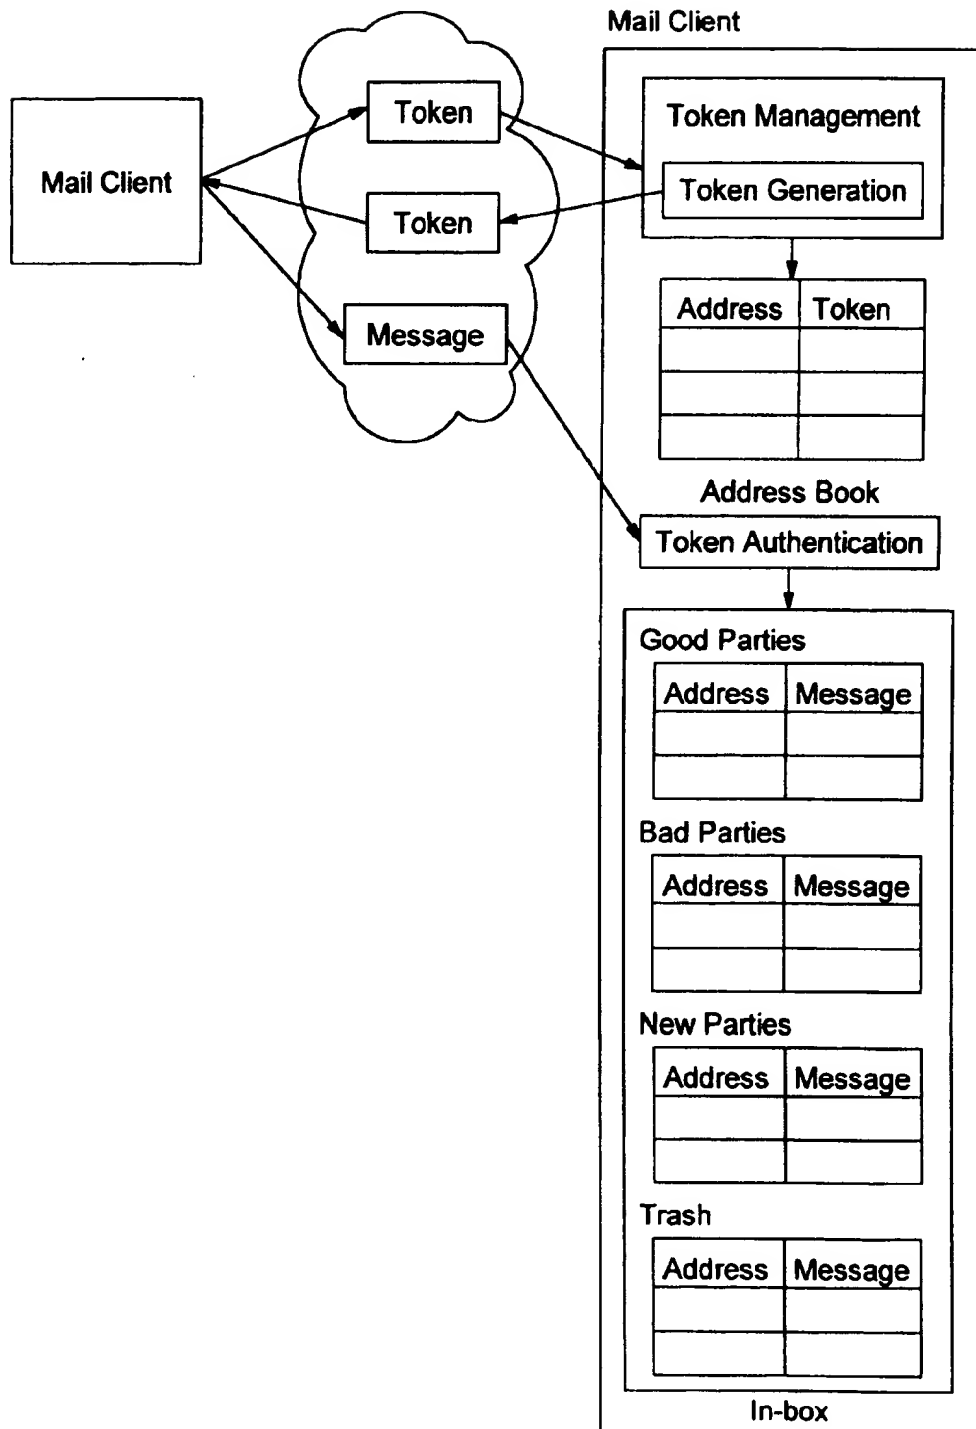 Mail Client
Mail Client
Token
Token
Message
Token Management
Token Generation
Address Token
Address Book
Token Authentication
Good Parties
Address Message
Bad Parties
Address Message
New Parties
Address Message
Trash
Address Message
In-box